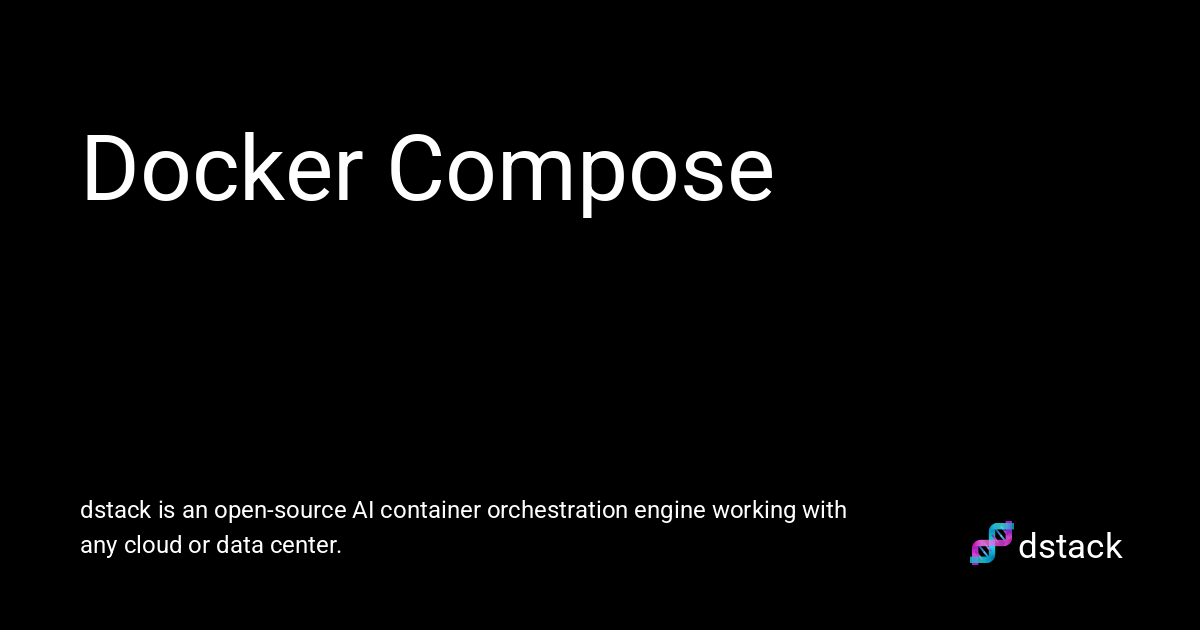 Docker Compose
dstack is an open-source AI container orchestration engine working with
any cloud or data center.
dstack